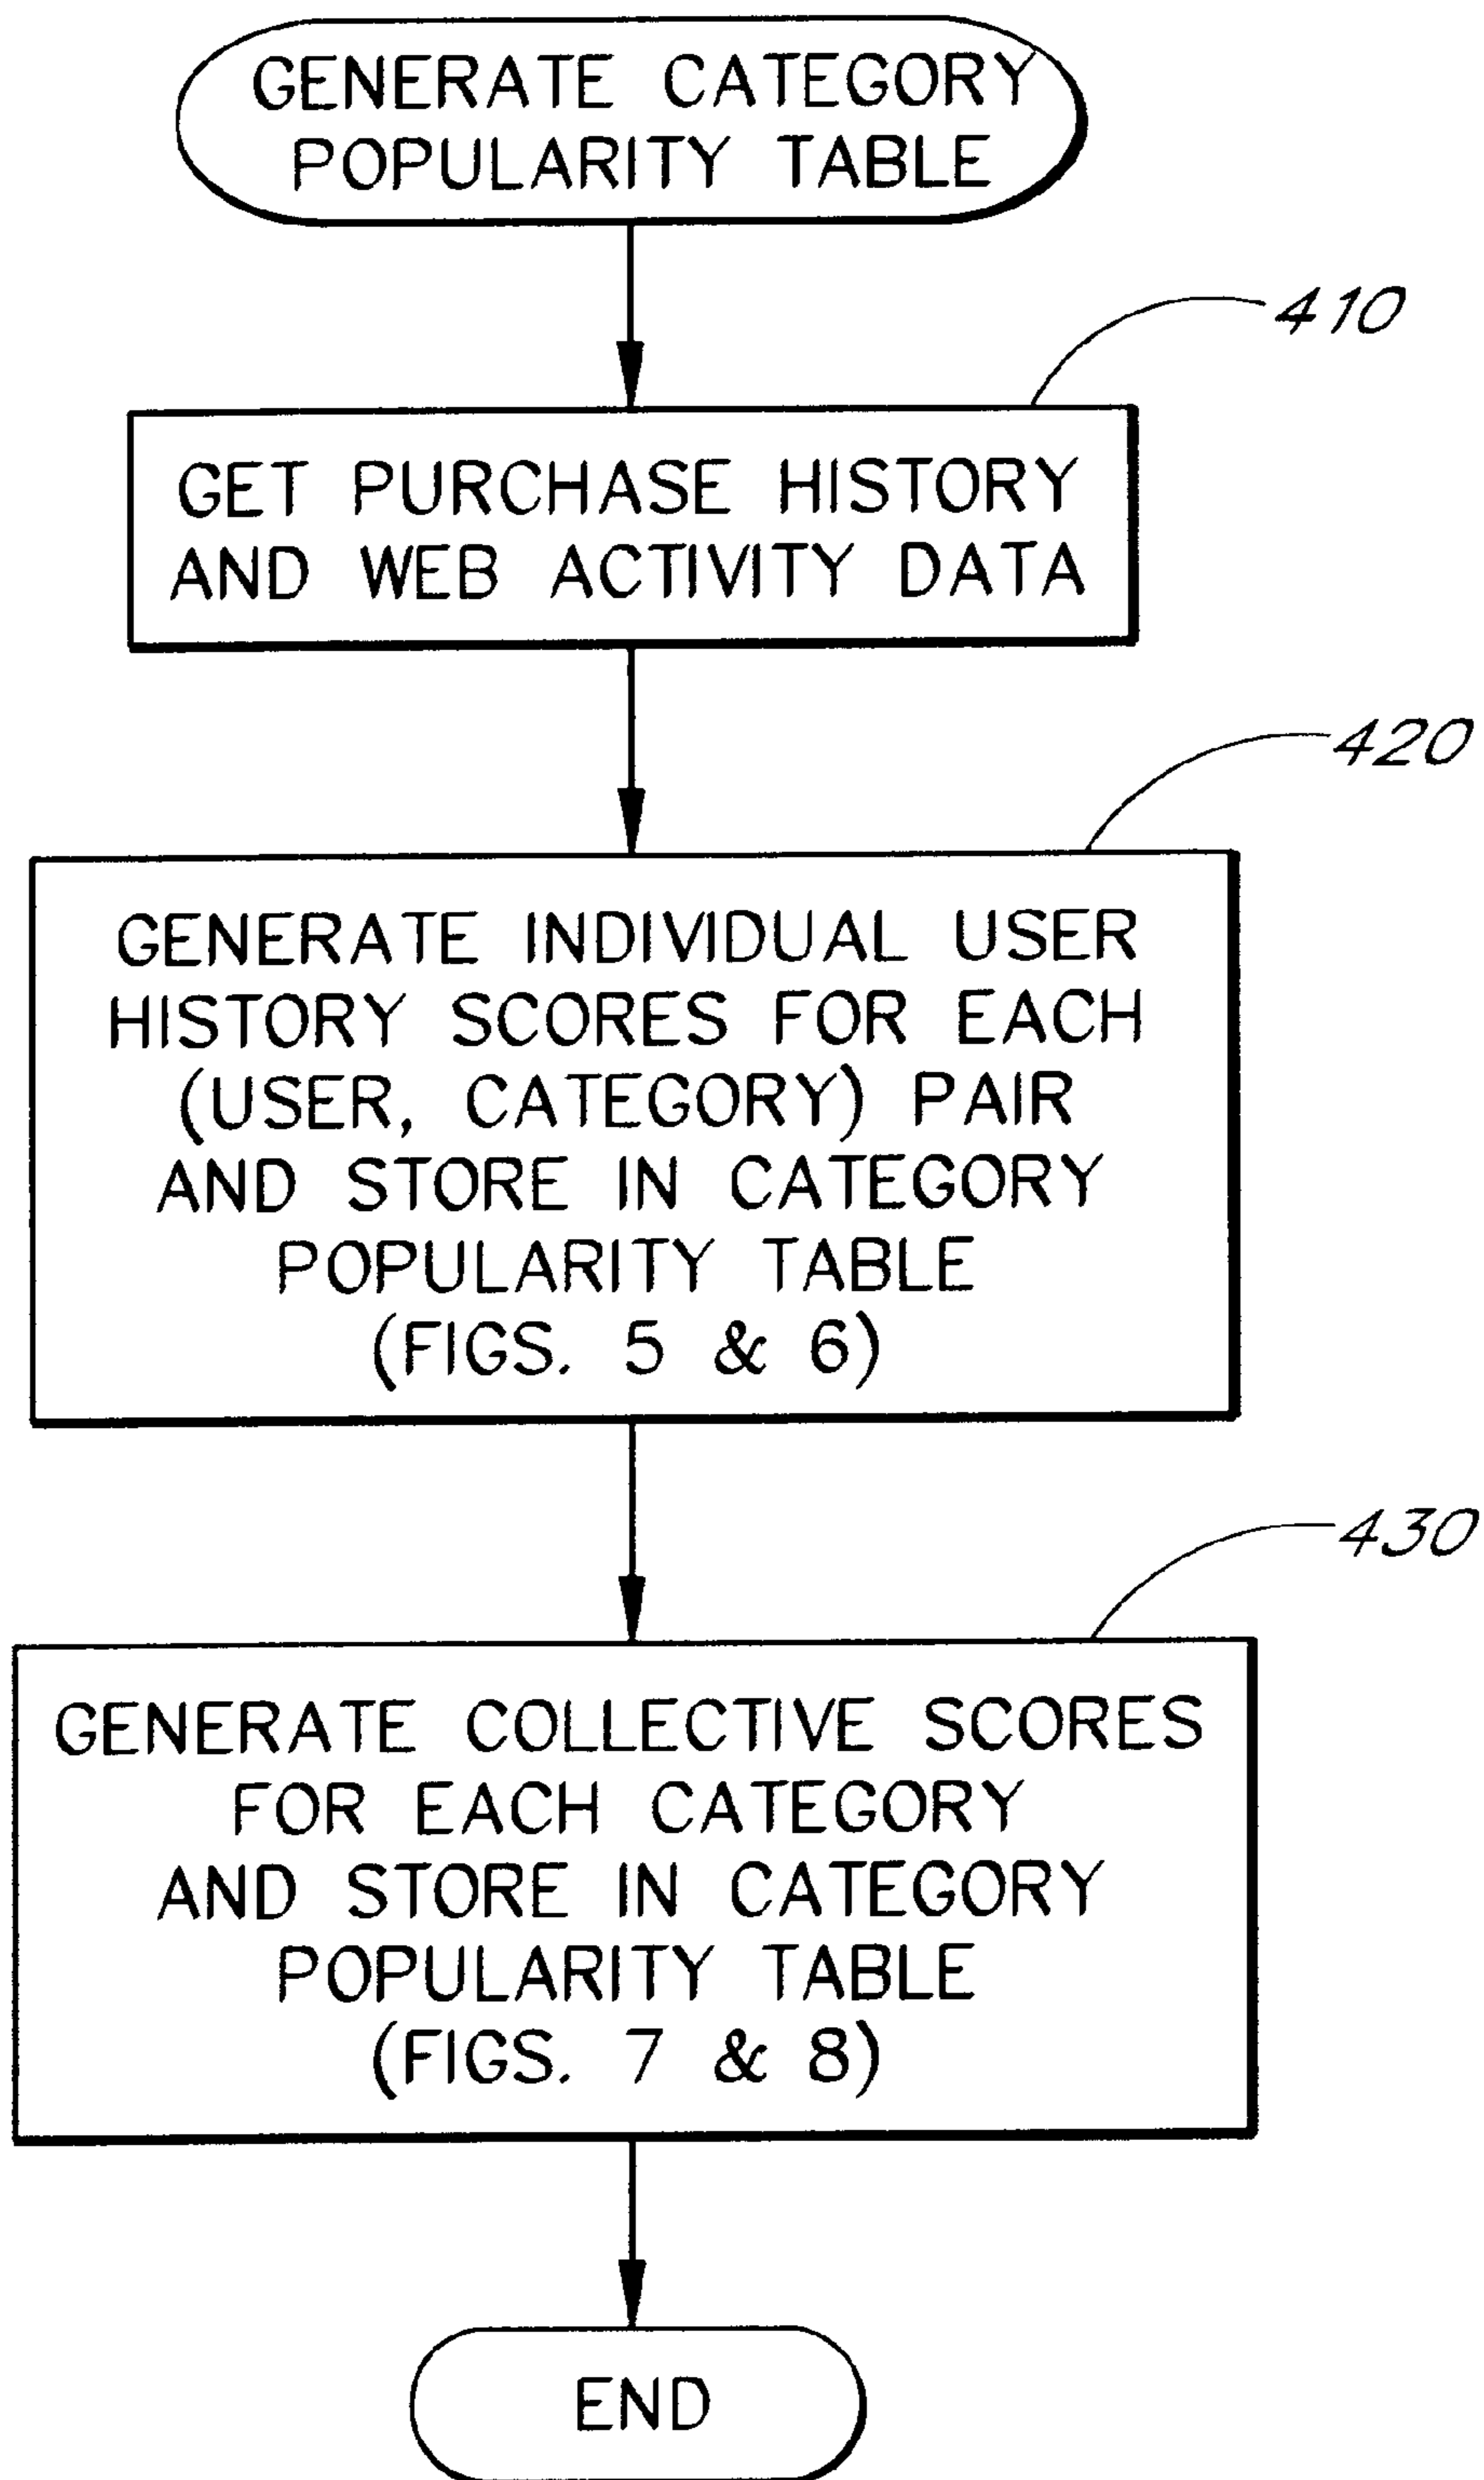 GENERATE CATEGORY
POPULARITY TABLE
410
GET PURCHASE HISTORY
AND WEB ACTIVITY DATA
420
GENERATE INDIVIDUAL USER
HISTORY SCORES FOR EACH
(USER, CATEGORY) PAIR
AND STORE IN CATEGORY
POPULARITY TABLE
(FIGS. 5 & 6)
430
GENERATE COLLECTIVE SCORES
FOR EACH CATEGORY
AND STORE IN CATEGORY
POPULARITY TABLE
(FIGS. 7 & 8)
END